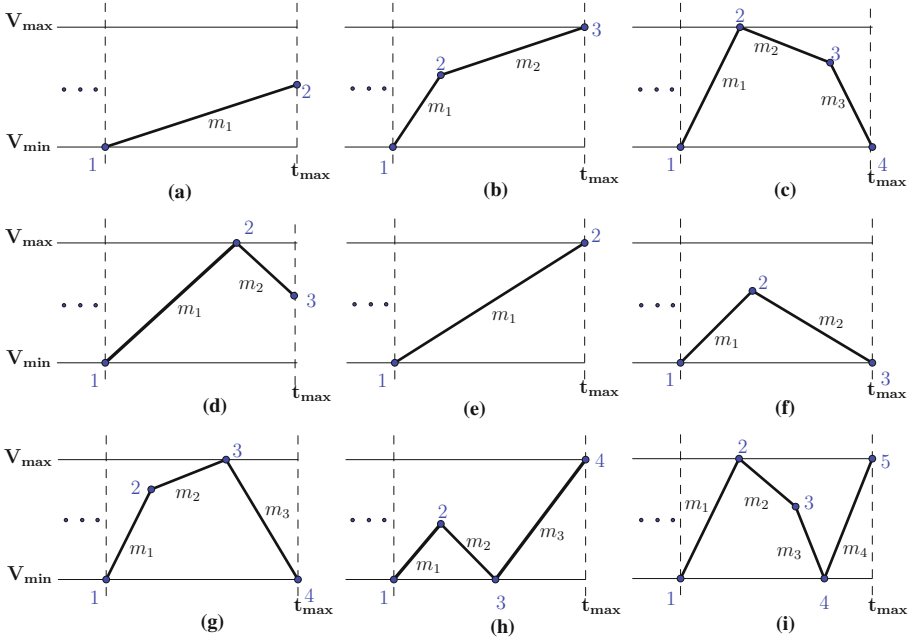 V_max 2 3 2
2 m_2 m_2 3
. . . m_1 2 . . . m_1 . . . m_1 m_3
V_min 1 1 1 4
t_max t_max t_max
(a) (b) (c)
V_max 2 2
m_1 m_2 3 m_1 2
. . . . . . . . . m_1 m_2
V_min 1 1 1 3
t_max t_max t_max
(d) (e) (f)
V_max 3 4 2 5
2 m_2 2 m_1 m_2 3
. . . m_1 m_3 . . . m_1 m_2 m_3 . . . m_3 m_4
V_min 1 4 1 3 1 4
t_max t_max t_max
(g) (h) (i)